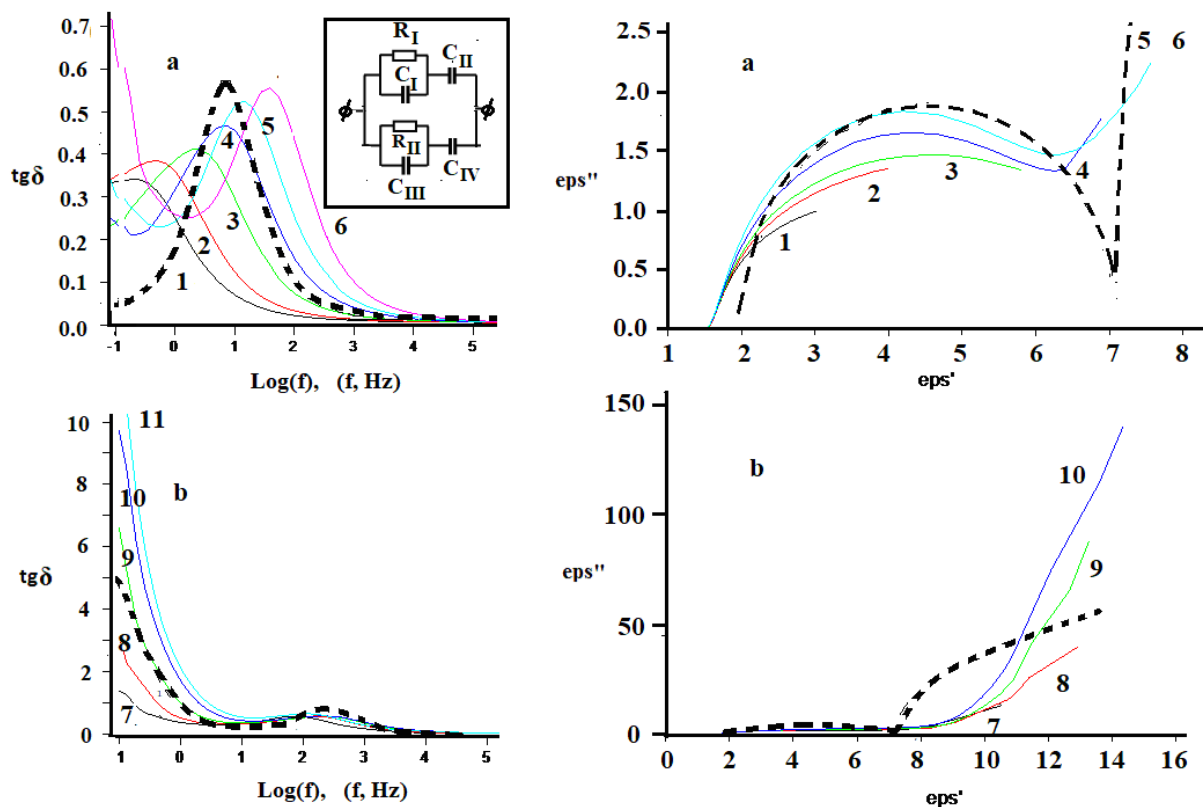 0.7
0.6
0.5
0.4
0.3
0.2
0.1
0.0
tgδ
a
1
2
3
4
5
6
-1 0 1 2 3 4 5
Log(f), (f, Hz)
R_I
C_I
C_II
R_II
C_III
C_IV
2.5
2.0
1.5
1.0
0.5
0.0
eps"
a
1
2
3
4
5
6
1 2 3 4 5 6 7 8
eps'
10
8
6
4
2
0
tgδ
b
11
10
9
8
7
1
1 0 1 2 3 4 5
Log(f), (f, Hz)
150
100
50
0
eps"
b
10
9
8
7
0 2 4 6 8 10 12 14 16
eps'